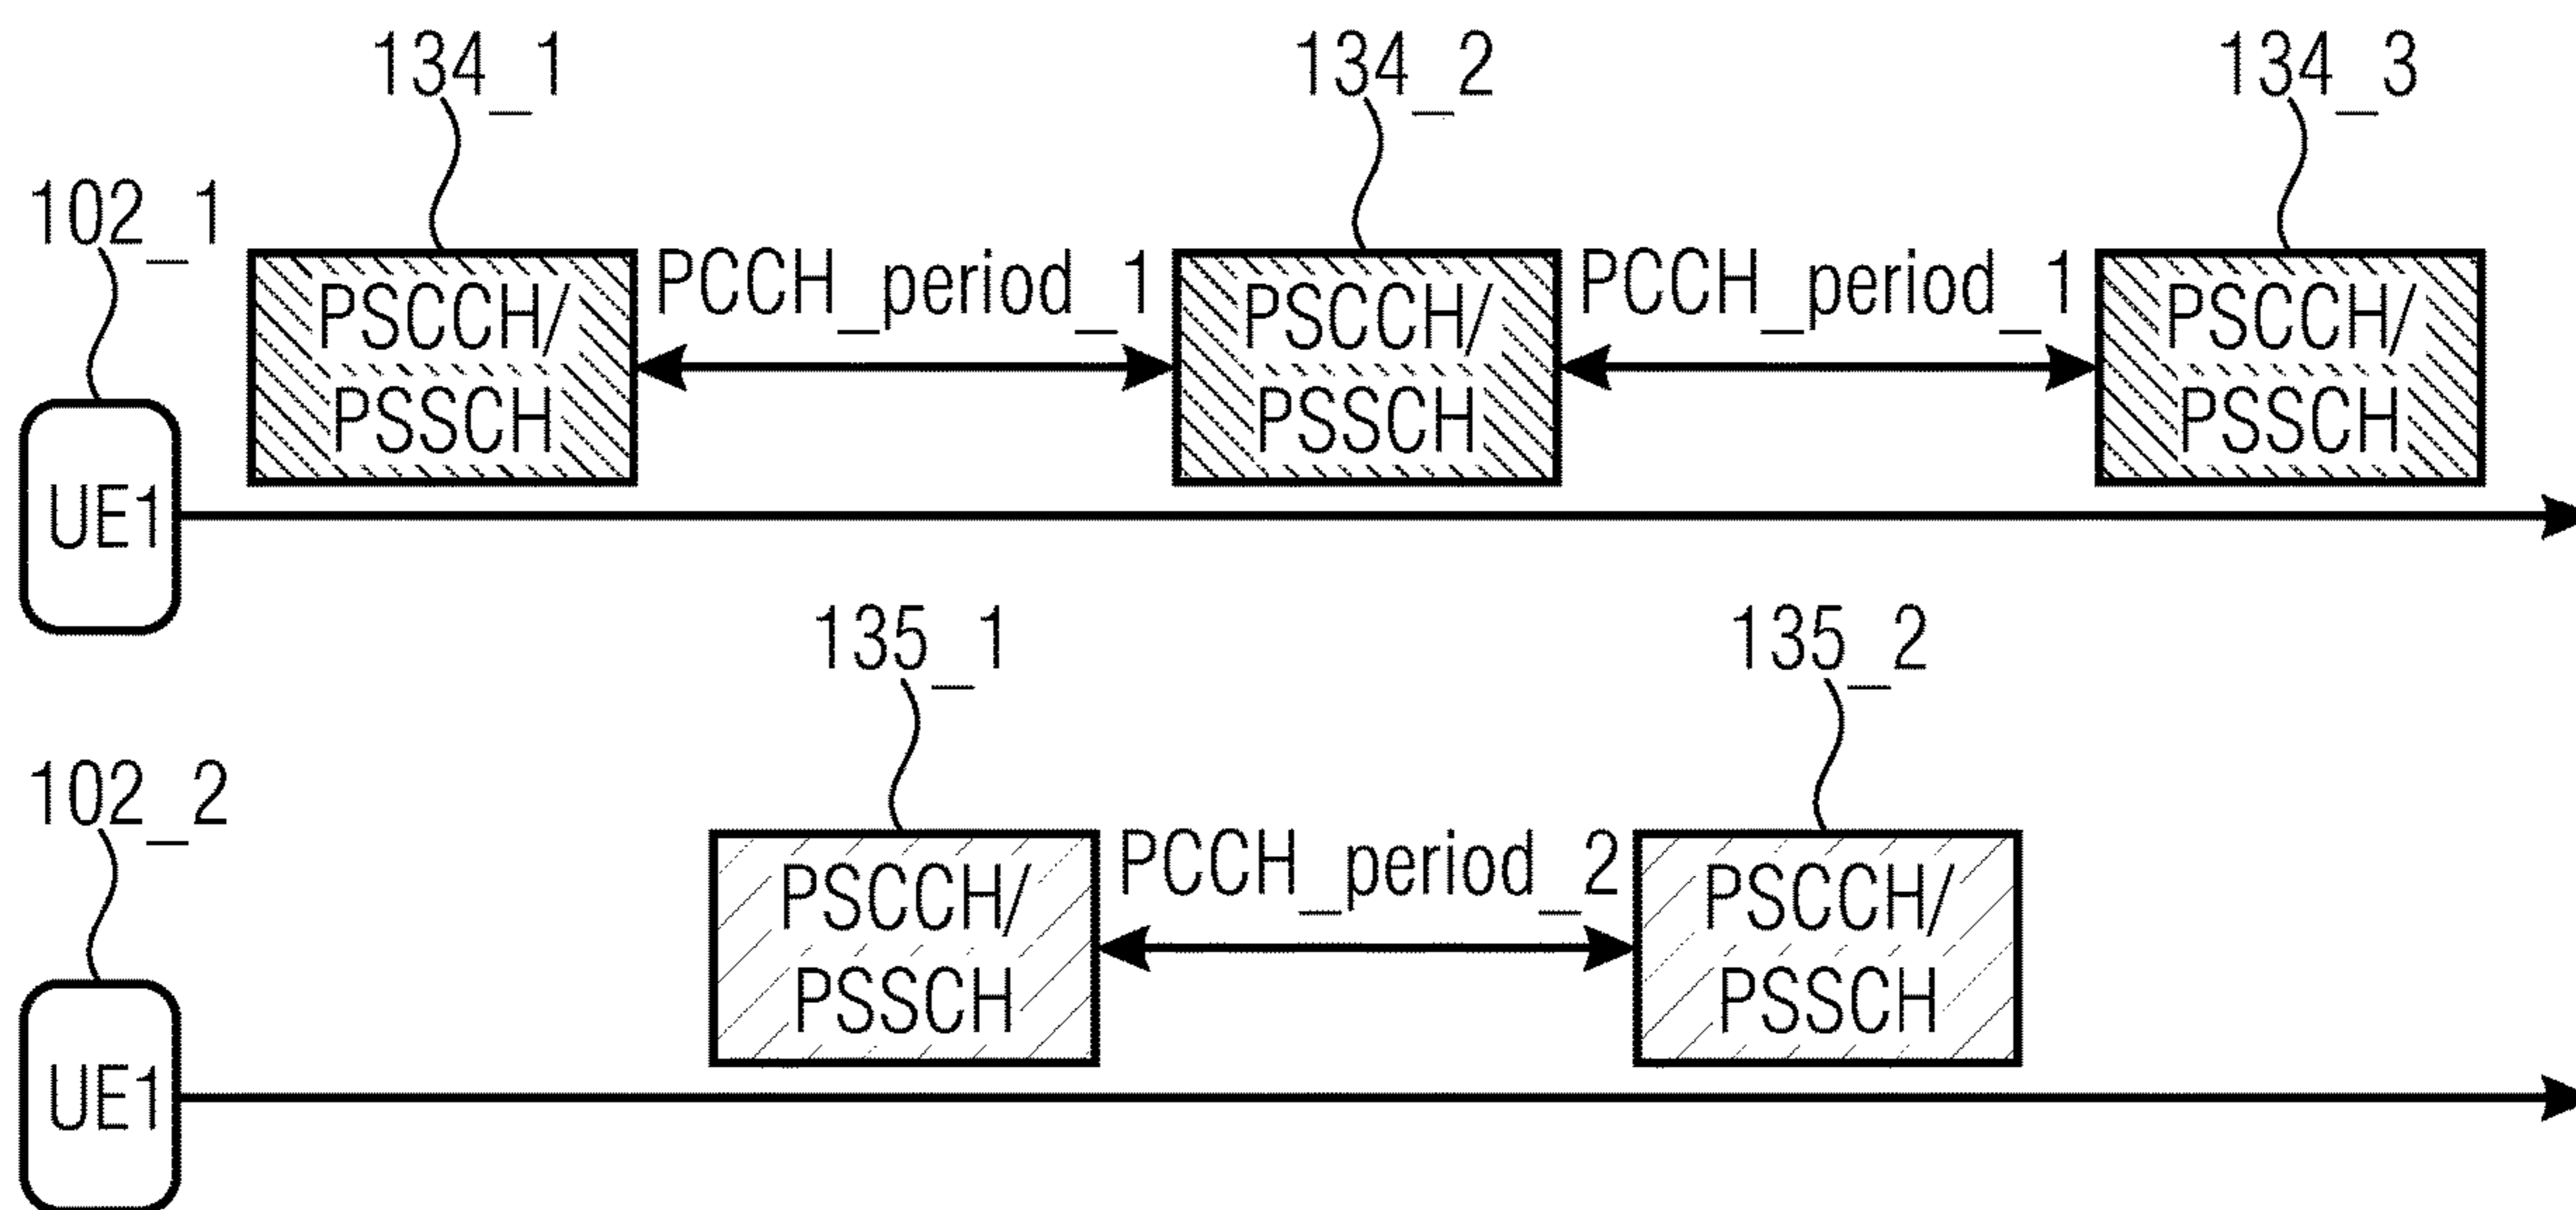 134_1
134_2
134_3
102_1
PSCCH/
PSSCH
PCCH_period_1
PSCCH/
PSSCH
PCCH_period_1
PSCCH/
PSSCH
UE1
135_1
135_2
102_2
PSCCH/
PSSCH
PCCH_period_2
PSCCH/
PSSCH
UE1